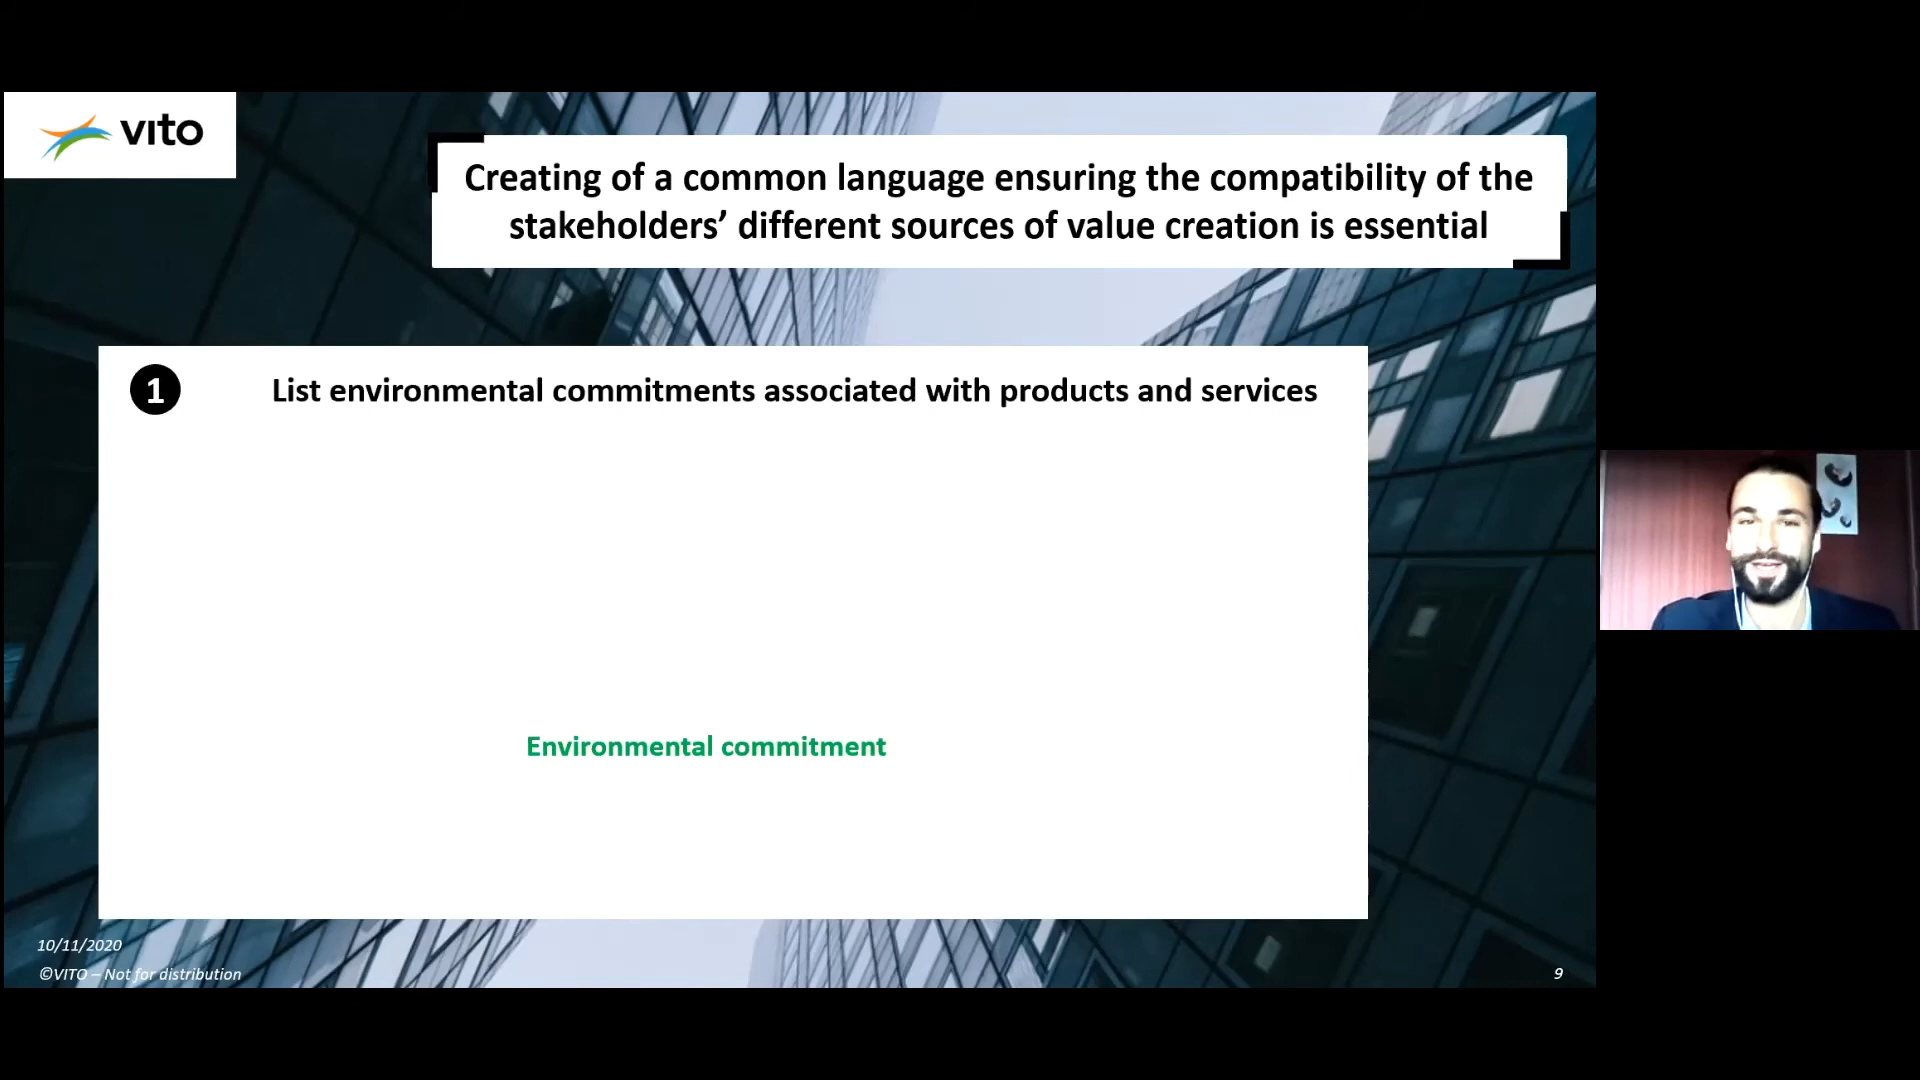 vito
Creating of a common language ensuring the compatibility of the
stakeholders’ different sources of value creation is essential
1 List environmental commitments associated with products and services
Environmental commitment
10/11/2020
©VITO – Not for distribution
9